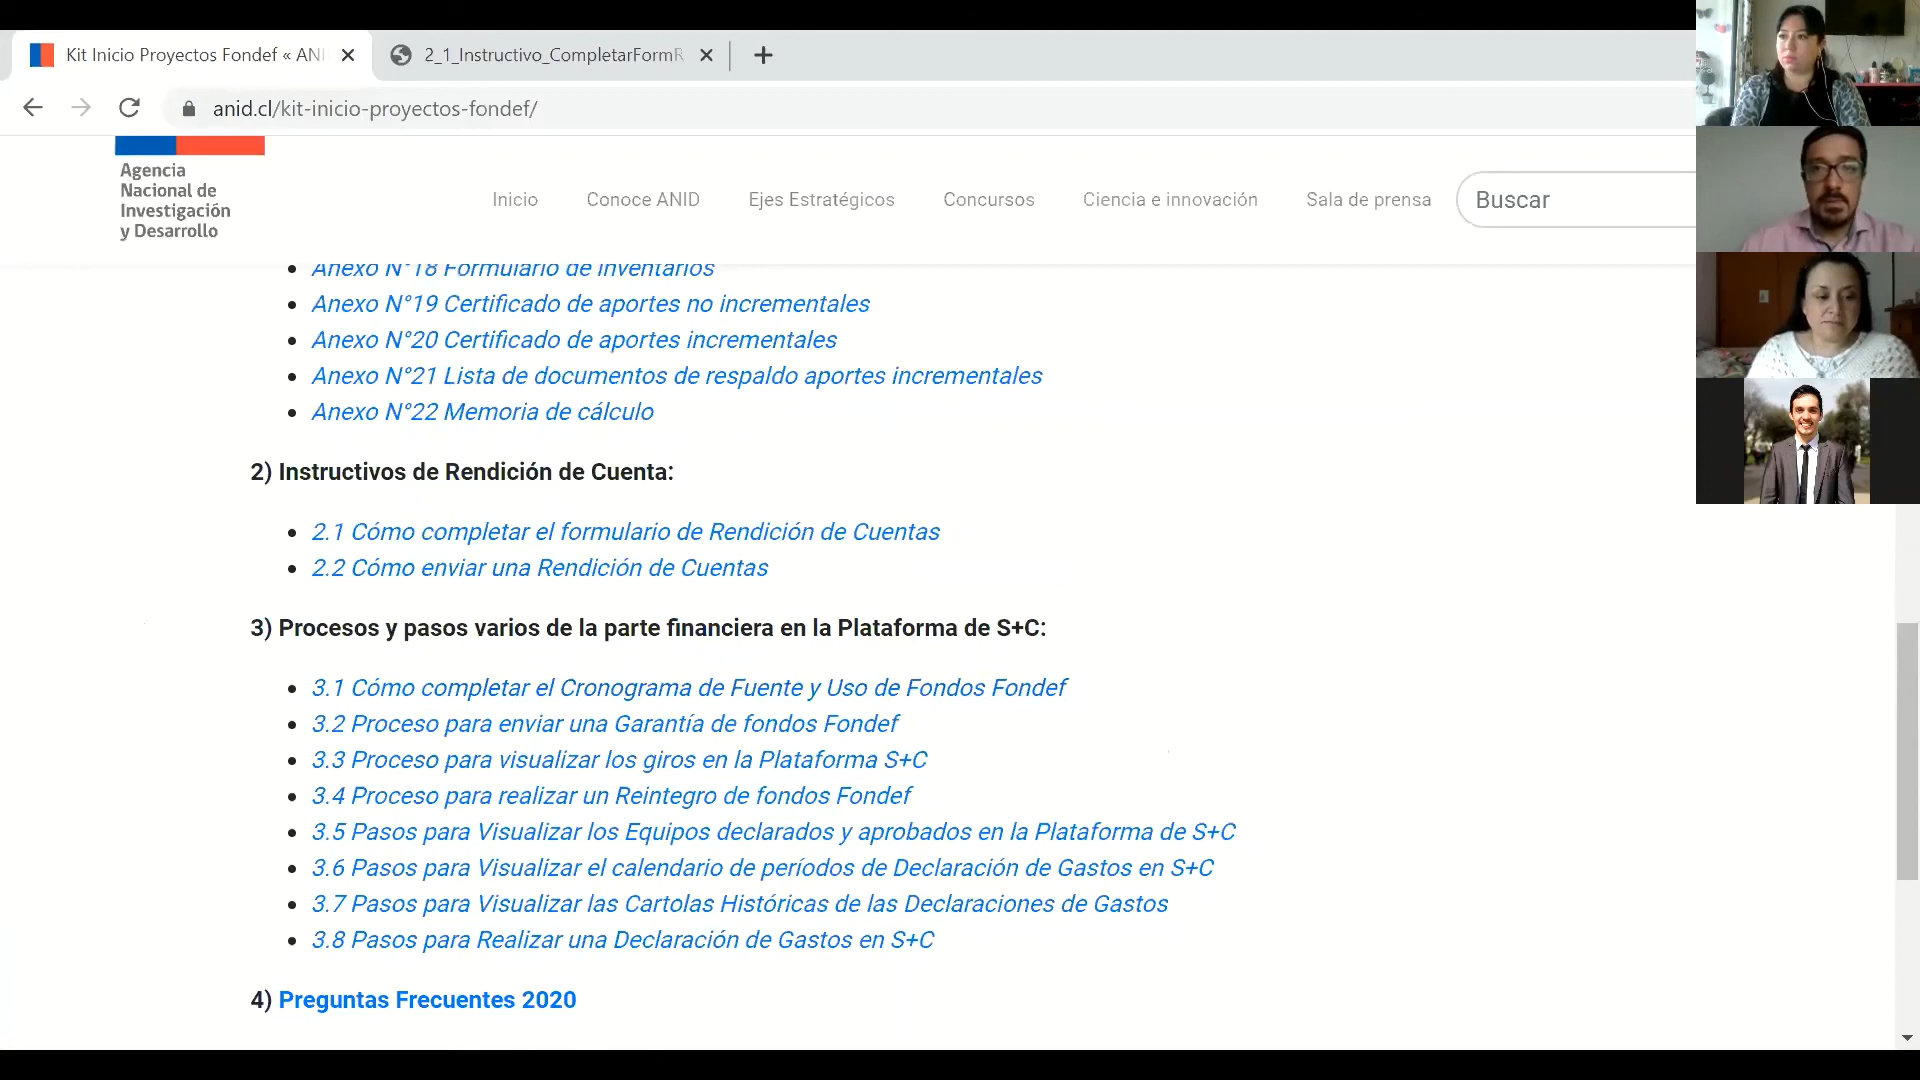 Kit Inicio Proyectos Fondef « ANI
2_1_Instructivo_CompletarFormR
anid.cl/kit-inicio-proyectos-fondef/
Agencia
Nacional de
Investigación
y Desarrollo
Inicio
Conoce ANID
Ejes Estratégicos
Concursos
Ciencia e innovación
Sala de prensa
Buscar
Anexo N°18 Formulario de inventarios
Anexo N°19 Certificado de aportes no incrementales
Anexo N°20 Certificado de aportes incrementales
Anexo N°21 Lista de documentos de respaldo aportes incrementales
Anexo N°22 Memoria de cálculo
2) Instructivos de Rendición de Cuenta:
2.1 Cómo completar el formulario de Rendición de Cuentas
2.2 Cómo enviar una Rendición de Cuentas
3) Procesos y pasos varios de la parte financiera en la Plataforma de S+C:
3.1 Cómo completar el Cronograma de Fuente y Uso de Fondos Fondef
3.2 Proceso para enviar una Garantía de fondos Fondef
3.3 Proceso para visualizar los giros en la Plataforma S+C
3.4 Proceso para realizar un Reintegro de fondos Fondef
3.5 Pasos para Visualizar los Equipos declarados y aprobados en la Plataforma de S+C
3.6 Pasos para Visualizar el calendario de períodos de Declaración de Gastos en S+C
3.7 Pasos para Visualizar las Cartolas Históricas de las Declaraciones de Gastos
3.8 Pasos para Realizar una Declaración de Gastos en S+C
4) Preguntas Frecuentes 2020